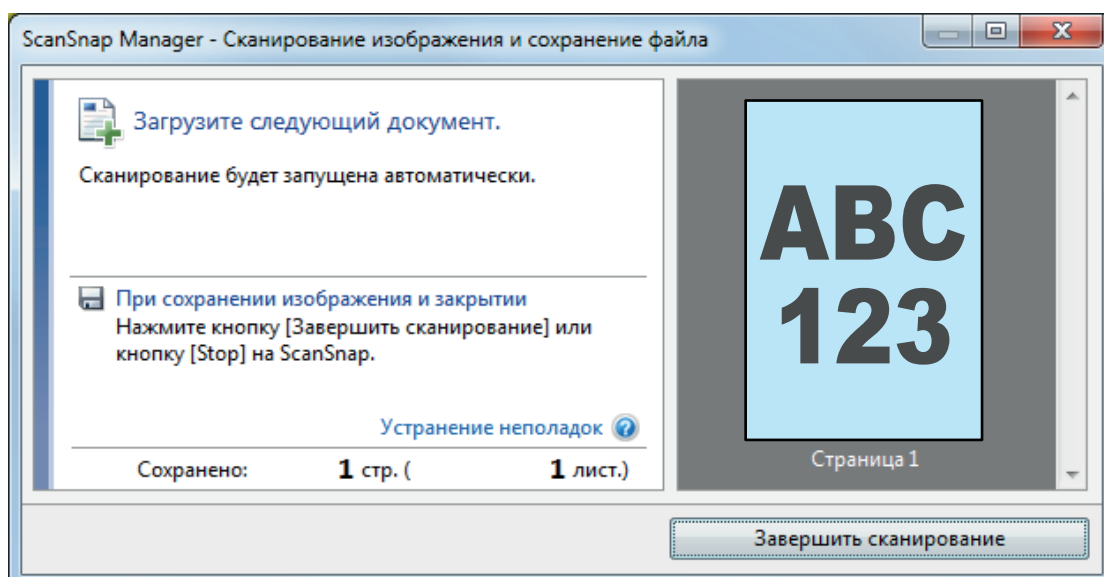 ScanSnap Manager - Сканирование изображения и сохранение файла
Загрузите следующий документ.
Сканирование будет запущена автоматически.
При сохранении изображения и закрытии
Нажмите кнопку [Завершить сканирование] или
кнопку [Stop] на ScanSnap.
Устранение неполадок
Сохранено: 1 стр. ( 1 лист.)
ABC
123
Страница 1
Завершить сканирование